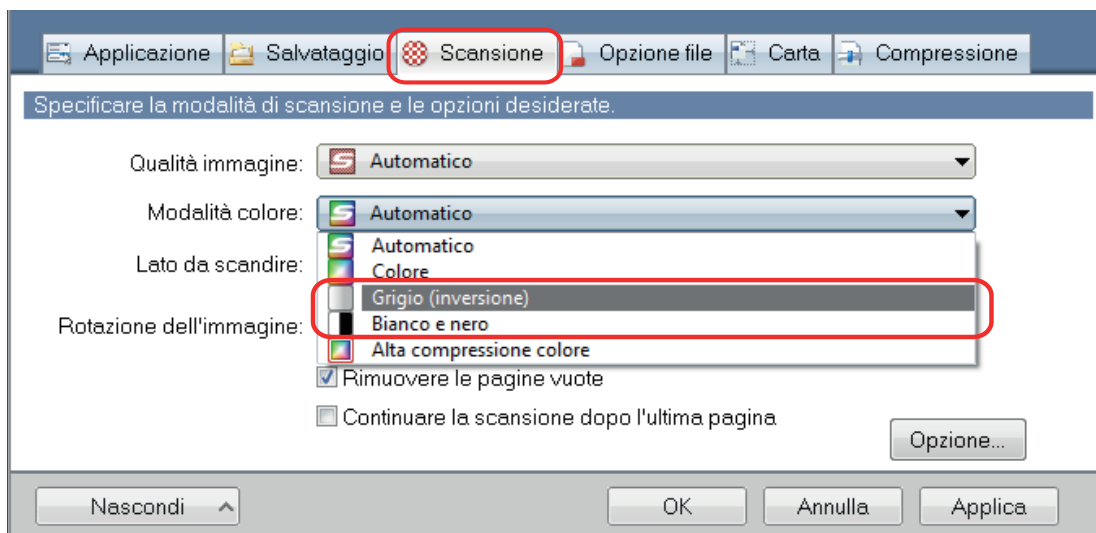 Applicazione Salvataggio Scansione Opzione file Carta Compressione
Specificare la modalità di scansione e le opzioni desiderate.
Qualità immagine: Automatico
Modalità colore: Automatico
Automatico
Lato da scandire: Colore
Grigio (inversione)
Rotazione dell'immagine: Bianco e nero
Alta compressione colore
Rimuovere le pagine vuote
Continuare la scansione dopo l'ultima pagina
Opzione...
Nascondi OK Annulla Applica